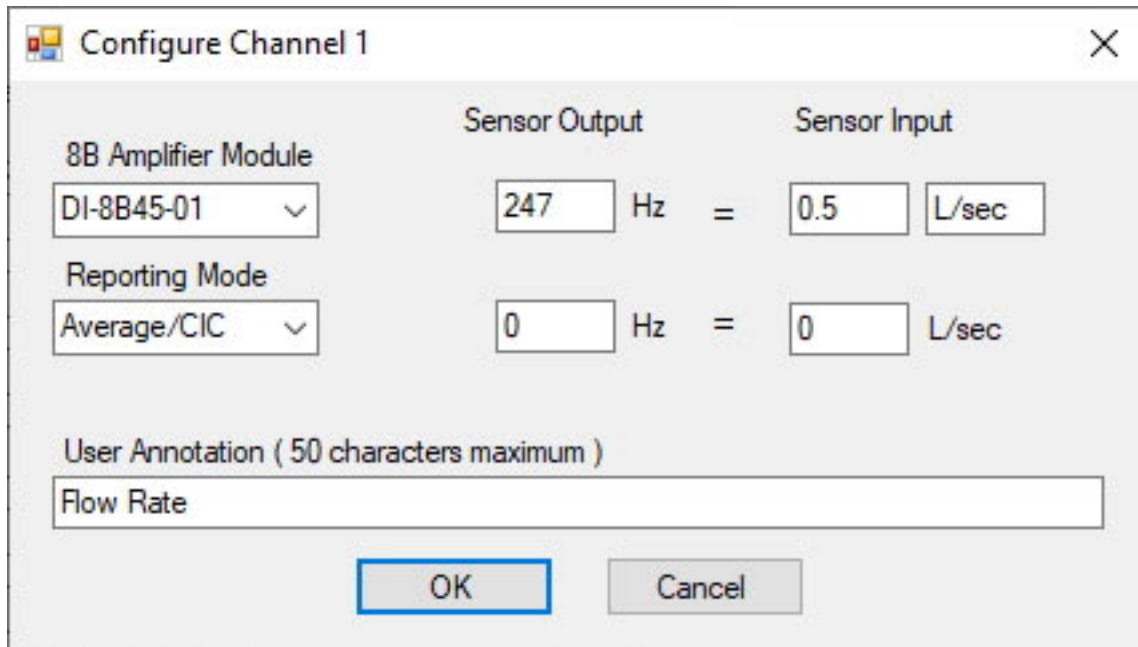 Configure Channel 1
Sensor Output Sensor Input
8B Amplifier Module
DI-8B45-01 247 Hz = 0.5 L/sec
Reporting Mode
Average/CIC 0 Hz = 0 L/sec
User Annotation ( 50 characters maximum )
Flow Rate
OK Cancel